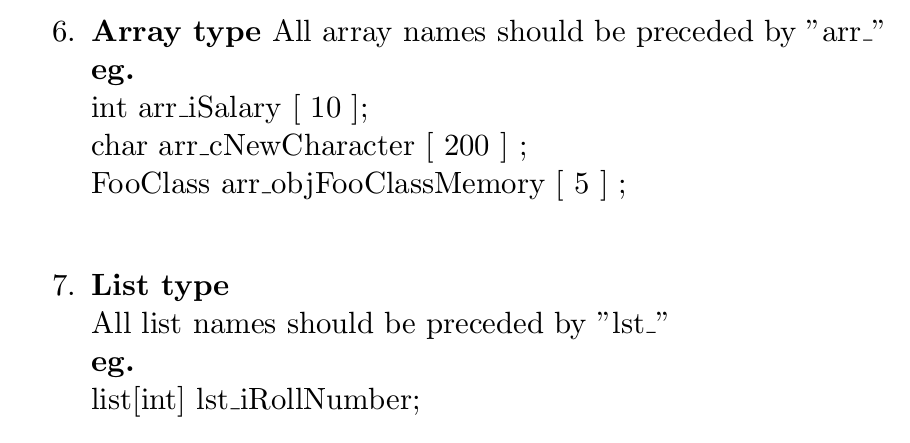 6. Array type All array names should be preceded by ”arr_”
eg.
int arr_iSalary [ 10 ];
char arr_cNewCharacter [ 200 ] ;
FooClass arr_objFooClassMemory [ 5 ] ;
7. List type
All list names should be preceded by ”lst_”
eg.
list[int] lst_iRollNumber;